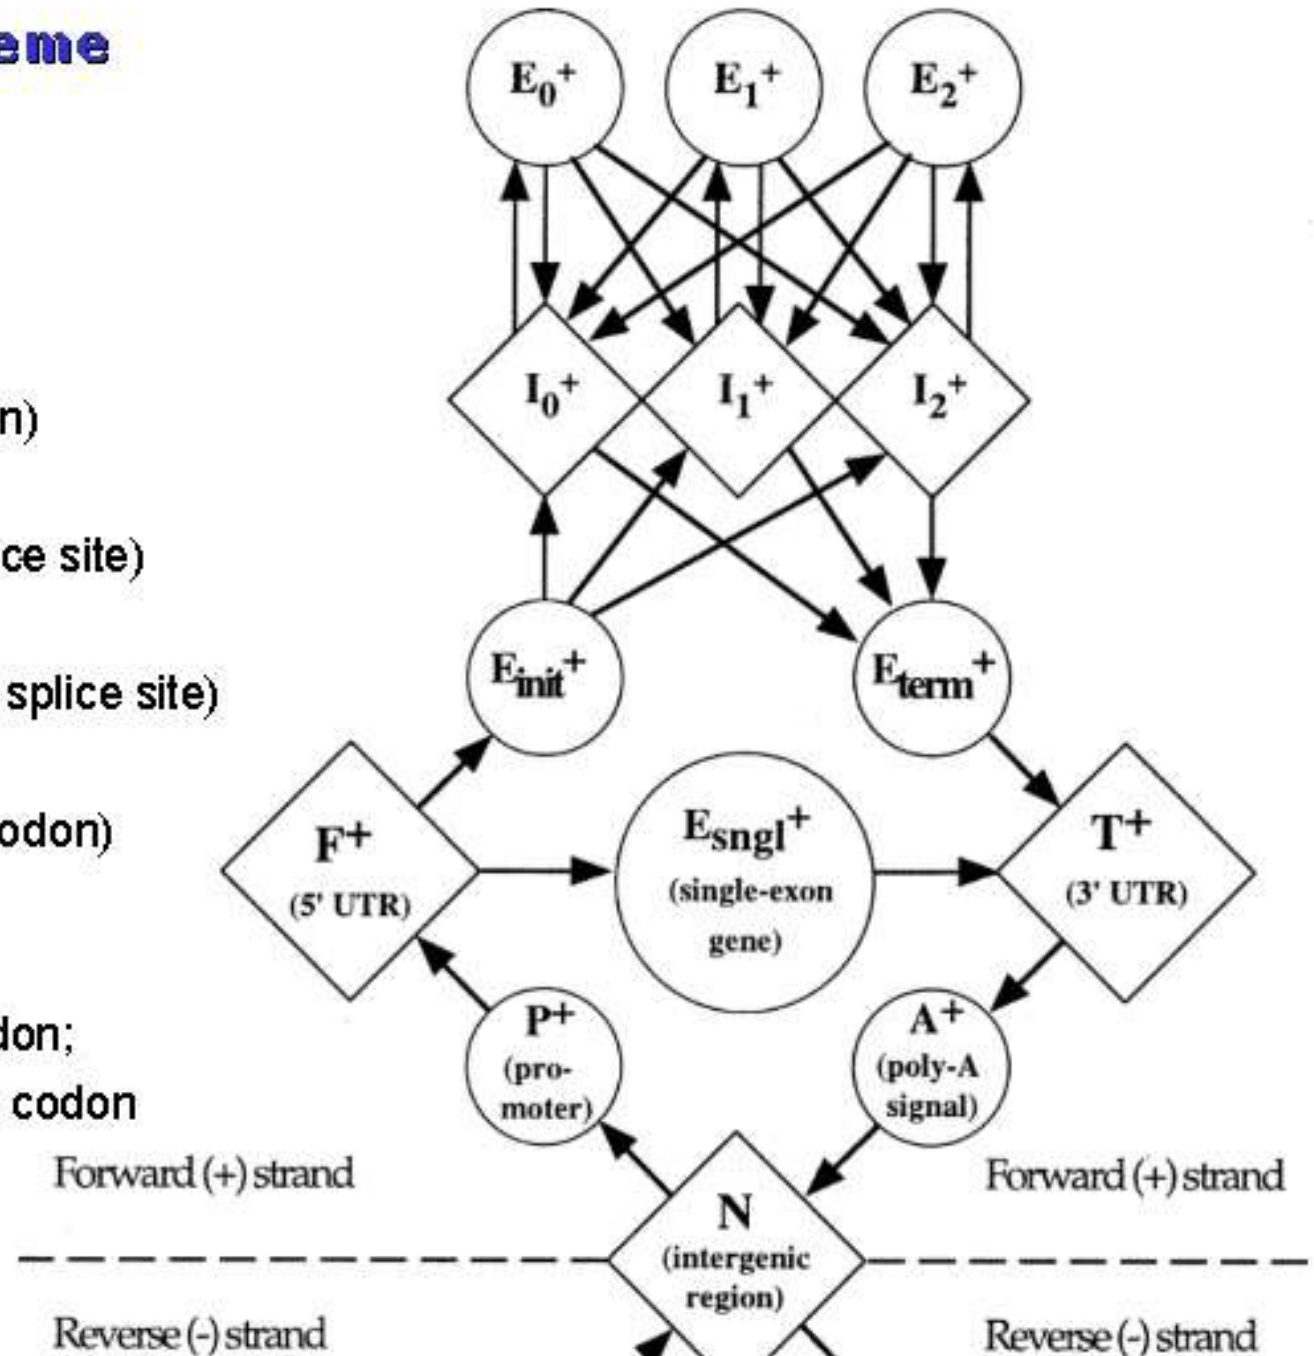 eme
n)
ce site)
splice site)
odon)
don;
codon
E0+ E1+ E2+
I0+ I1+ I2+
Einit+ Eterm+
F+
(5' UTR)
Esngl+
(single-exon
gene)
T+
(3' UTR)
P+
(pro-
moter)
A+
(poly-A
signal)
Forward (+) strand
Forward (+) strand
N
(intergenic
region)
Reverse (-) strand
Reverse (-) strand